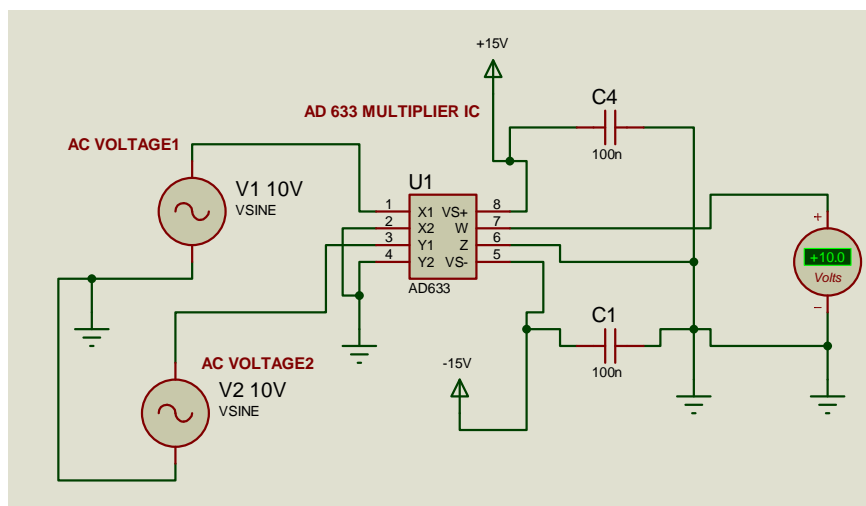 +15V
C4
100n
AD 633 MULTIPLIER IC
AC VOLTAGE1
V1 10V
VSINE
U1
1 X1 VS+ 8
2 X2 W 7
3 Y1 Z 6
4 Y2 VS- 5
AD633
+
+10.0
Volts
−
C1
100n
-15V
AC VOLTAGE2
V2 10V
VSINE